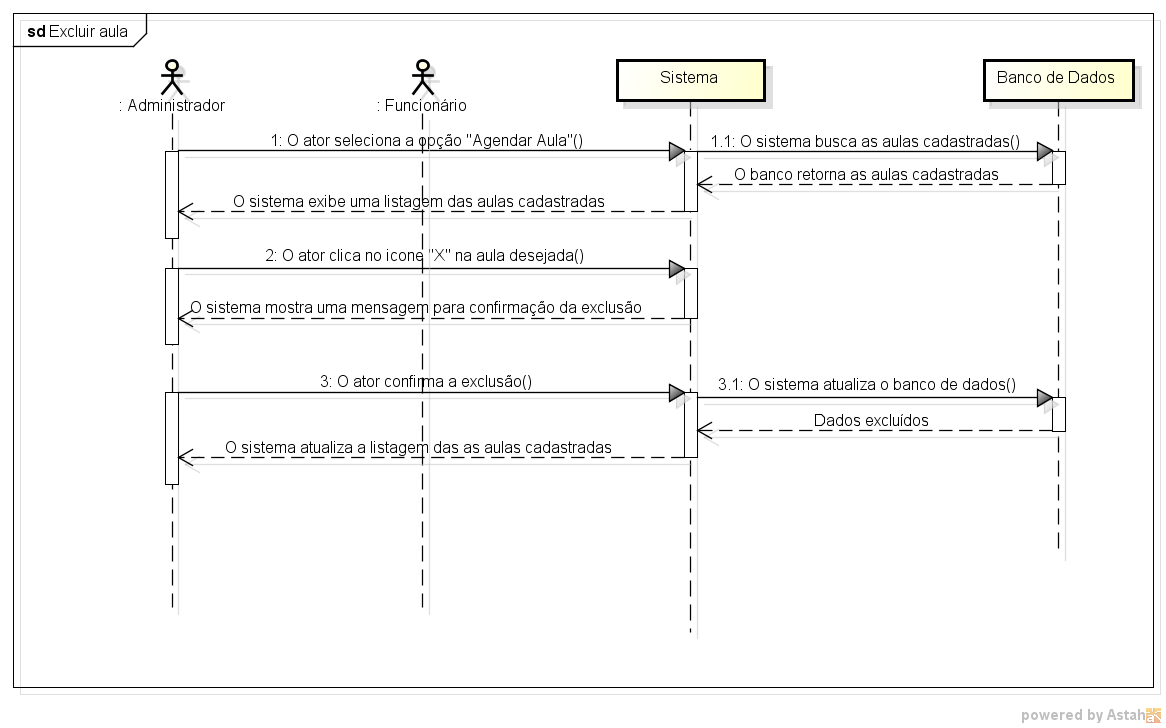 sd Excluir aula
: Administrador
: Funcionário
Sistema
Banco de Dados
1: O ator seleciona a opção "Agendar Aula"()
1.1: O sistema busca as aulas cadastradas()
O banco retorna as aulas cadastradas
O sistema exibe uma listagem das aulas cadastradas
2: O ator clica no icone "X" na aula desejada()
O sistema mostra uma mensagem para confirmação da exclusão
3: O ator confirma a exclusão()
3.1: O sistema atualiza o banco de dados()
Dados excluídos
O sistema atualiza a listagem das as aulas cadastradas
powered by Astah